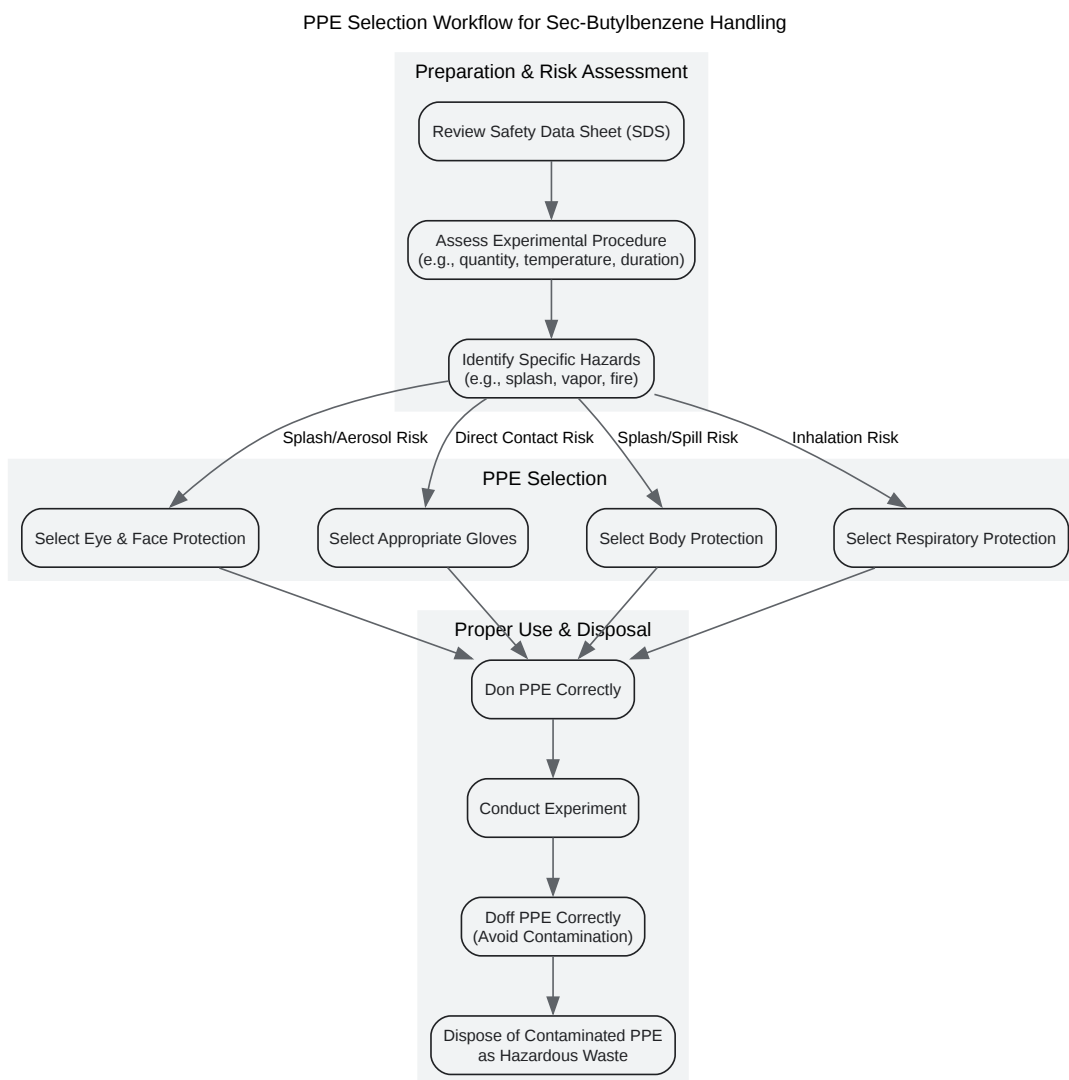 PPE Selection Workflow for Sec-Butylbenzene Handling
Preparation & Risk Assessment
Review Safety Data Sheet (SDS)
Assess Experimental Procedure
(e.g., quantity, temperature, duration)
Identify Specific Hazards
(e.g., splash, vapor, fire)
Splash/Aerosol Risk
Direct Contact Risk
Splash/Spill Risk
Inhalation Risk
PPE Selection
Select Eye & Face Protection
Select Appropriate Gloves
Select Body Protection
Select Respiratory Protection
Proper Use & Disposal
Don PPE Correctly
Conduct Experiment
Doff PPE Correctly
(Avoid Contamination)
Dispose of Contaminated PPE
as Hazardous Waste